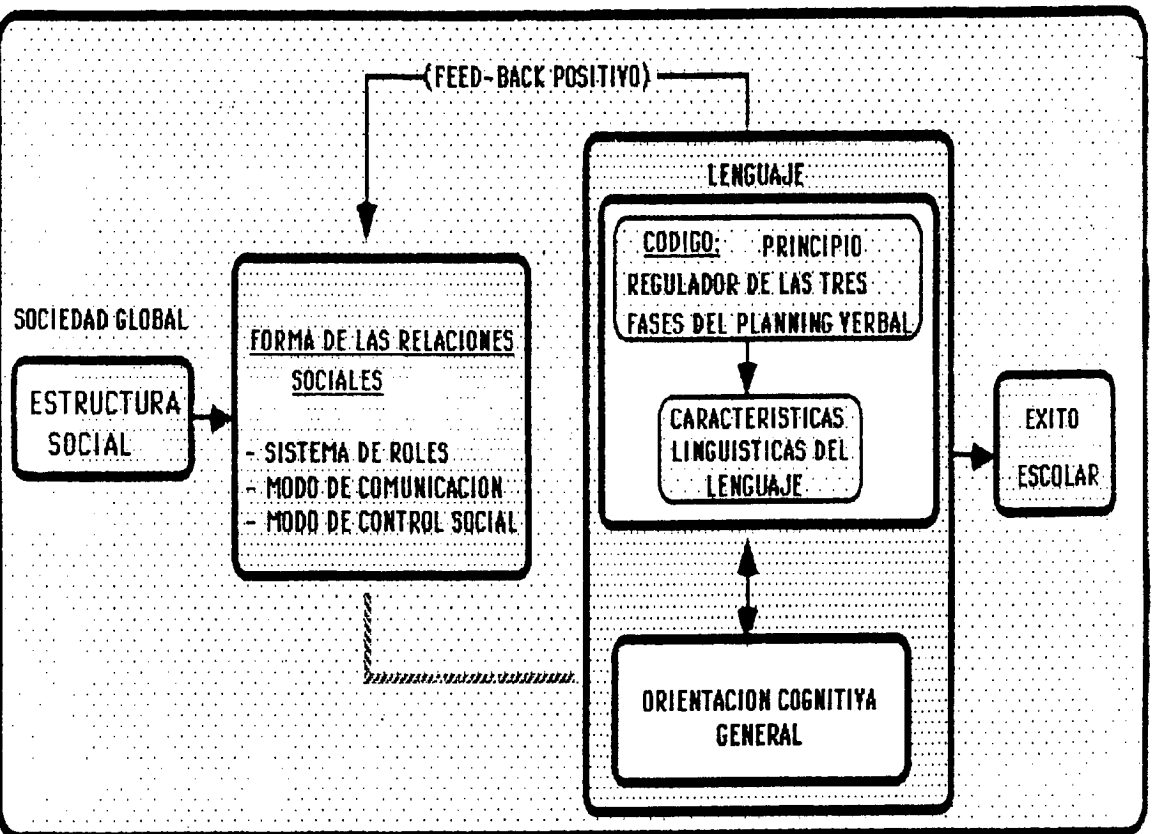 (FEED-BACK POSITIVO)
SOCIEDAD GLOBAL
ESTRUCTURA
SOCIAL
FORMA DE LAS RELACIONES
SOCIALES
- SISTEMA DE ROLES
- MODO DE COMUNICACION
- MODO DE CONTROL SOCIAL
LENGUAJE
CODIGO: PRINCIPIO
REGULADOR DE LAS TRES
FASES DEL PLANNING VERBAL
CARACTERISTICAS
LINGUISTICAS DEL
LENGUAJE
ORIENTACION COGNITIVA
GENERAL
EXITO
ESCOLAR